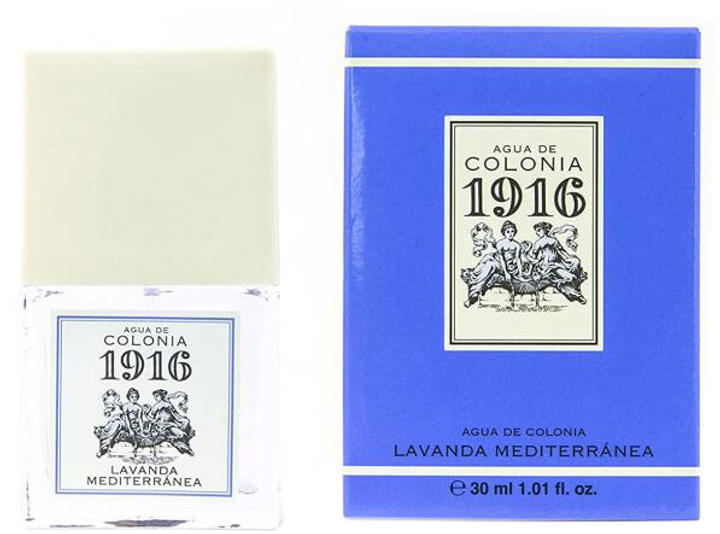 AGUA DE
COLONIA
1916
LAVANDA
MEDITERRÁNEA
AGUA DE
COLONIA
1916
AGUA DE COLONIA
LAVANDA MEDITERRÁNEA
℮ 30 ml 1.01 fl. oz.